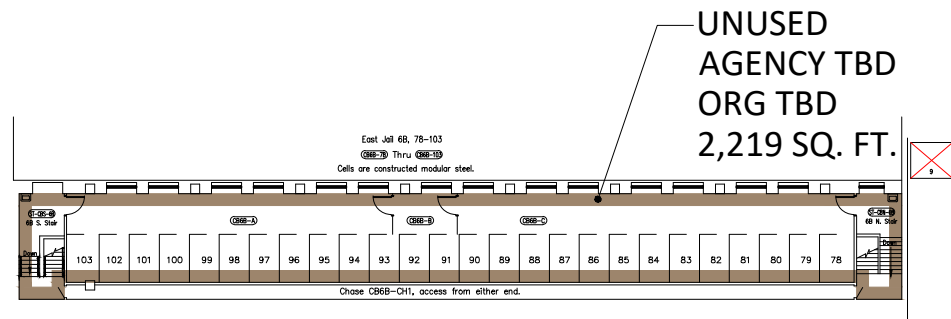 UNUSED
AGENCY TBD
ORG TBD
2,219 SQ. FT.
East Jail 6B, 78-103
CB6B-78 Thru CB6B-103
Cells are constructed modular steel.
9
6B S. Stair
CB6B-A
CB6B-B
CB6B-C
6B N. Stair
Down
Down
103 102 101 100 99 98 97 96 95 94 93 92 91 90 89 88 87 86 85 84 83 82 81 80 79 78
Chase CB6B-CH1, access from either end.